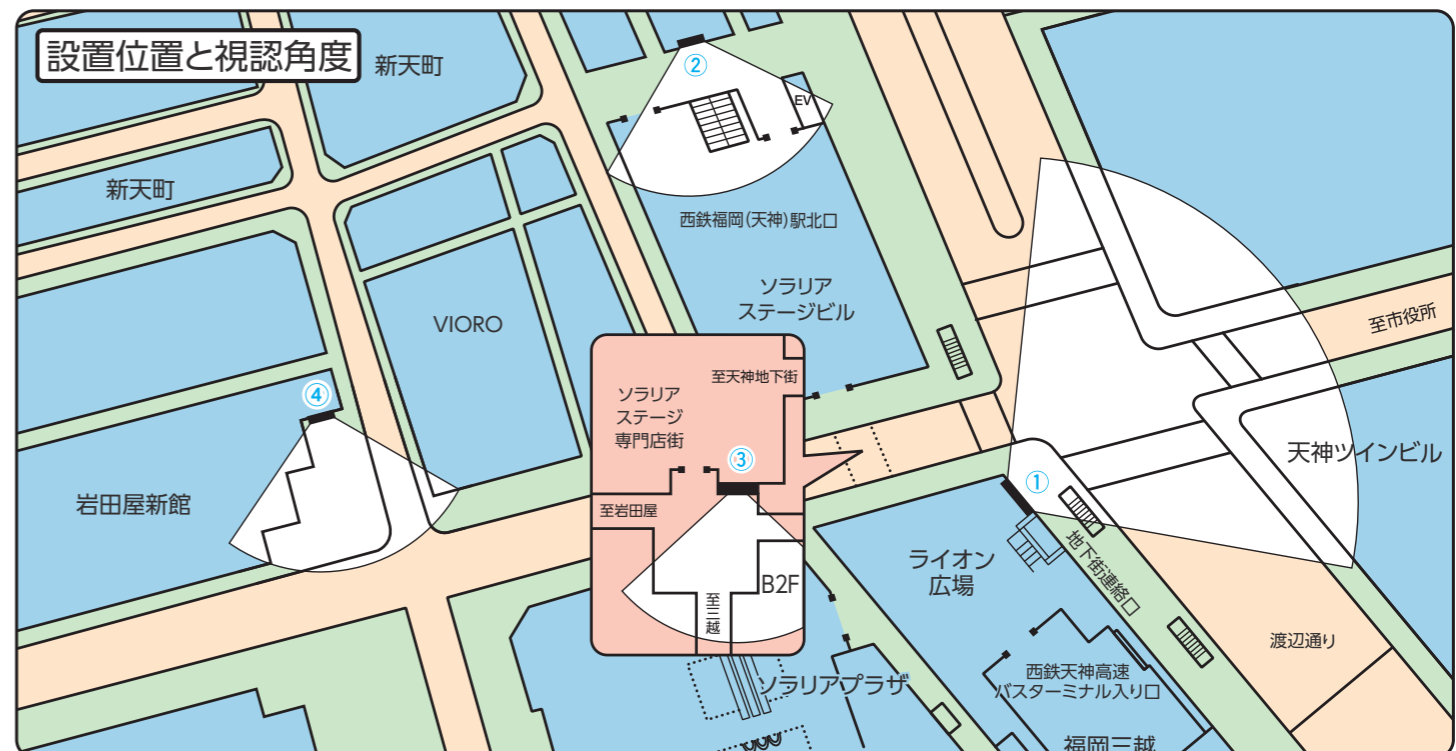 設置位置と視認角度
新天町
②
EV
新天町
西鉄福岡(天神)駅北口
ソラリア
ステージビル
VIORO
至市役所
④
ソラリア
ステージ
専門店街
至天神地下街
③
天神ツインビル
岩田屋新館
至岩田屋
①
ライオン
広場
地下街連絡口
B2F
至三越
渡辺通り
西鉄天神高速
バスターミナル入り口
ソラリアプラザ
福岡三越